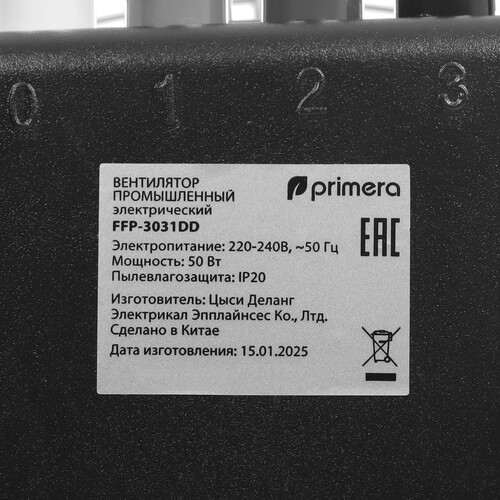 0 1 2 3
primera
ВЕНТИЛЯТОР
ПРОМЫШЛЕННЫЙ
электрический
FFP-3031DD
EAC
Электропитание: 220-240В, ~50 Гц
Мощность: 50 Вт
Пылевлагозащита: IP20
Изготовитель: Цыси Деланг
Электрикал Эпплайнсес Ко., Лтд.
Сделано в Китае
Дата изготовления: 15.01.2025